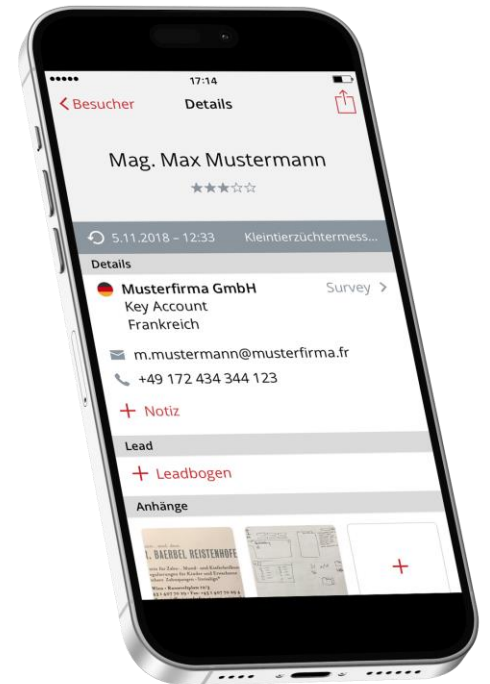 17:14
Besucher Details
Mag. Max Mustermann
5.11.2018 – 12:33 Kleintierzüchtermess...
Details
Musterfirma GmbH Survey
Key Account
Frankreich
m.mustermann@musterfirma.fr
+49 172 434 344 123
+ Notiz
Lead
+ Leadbogen
Anhänge
BAERBEL REISTENHOFE
+